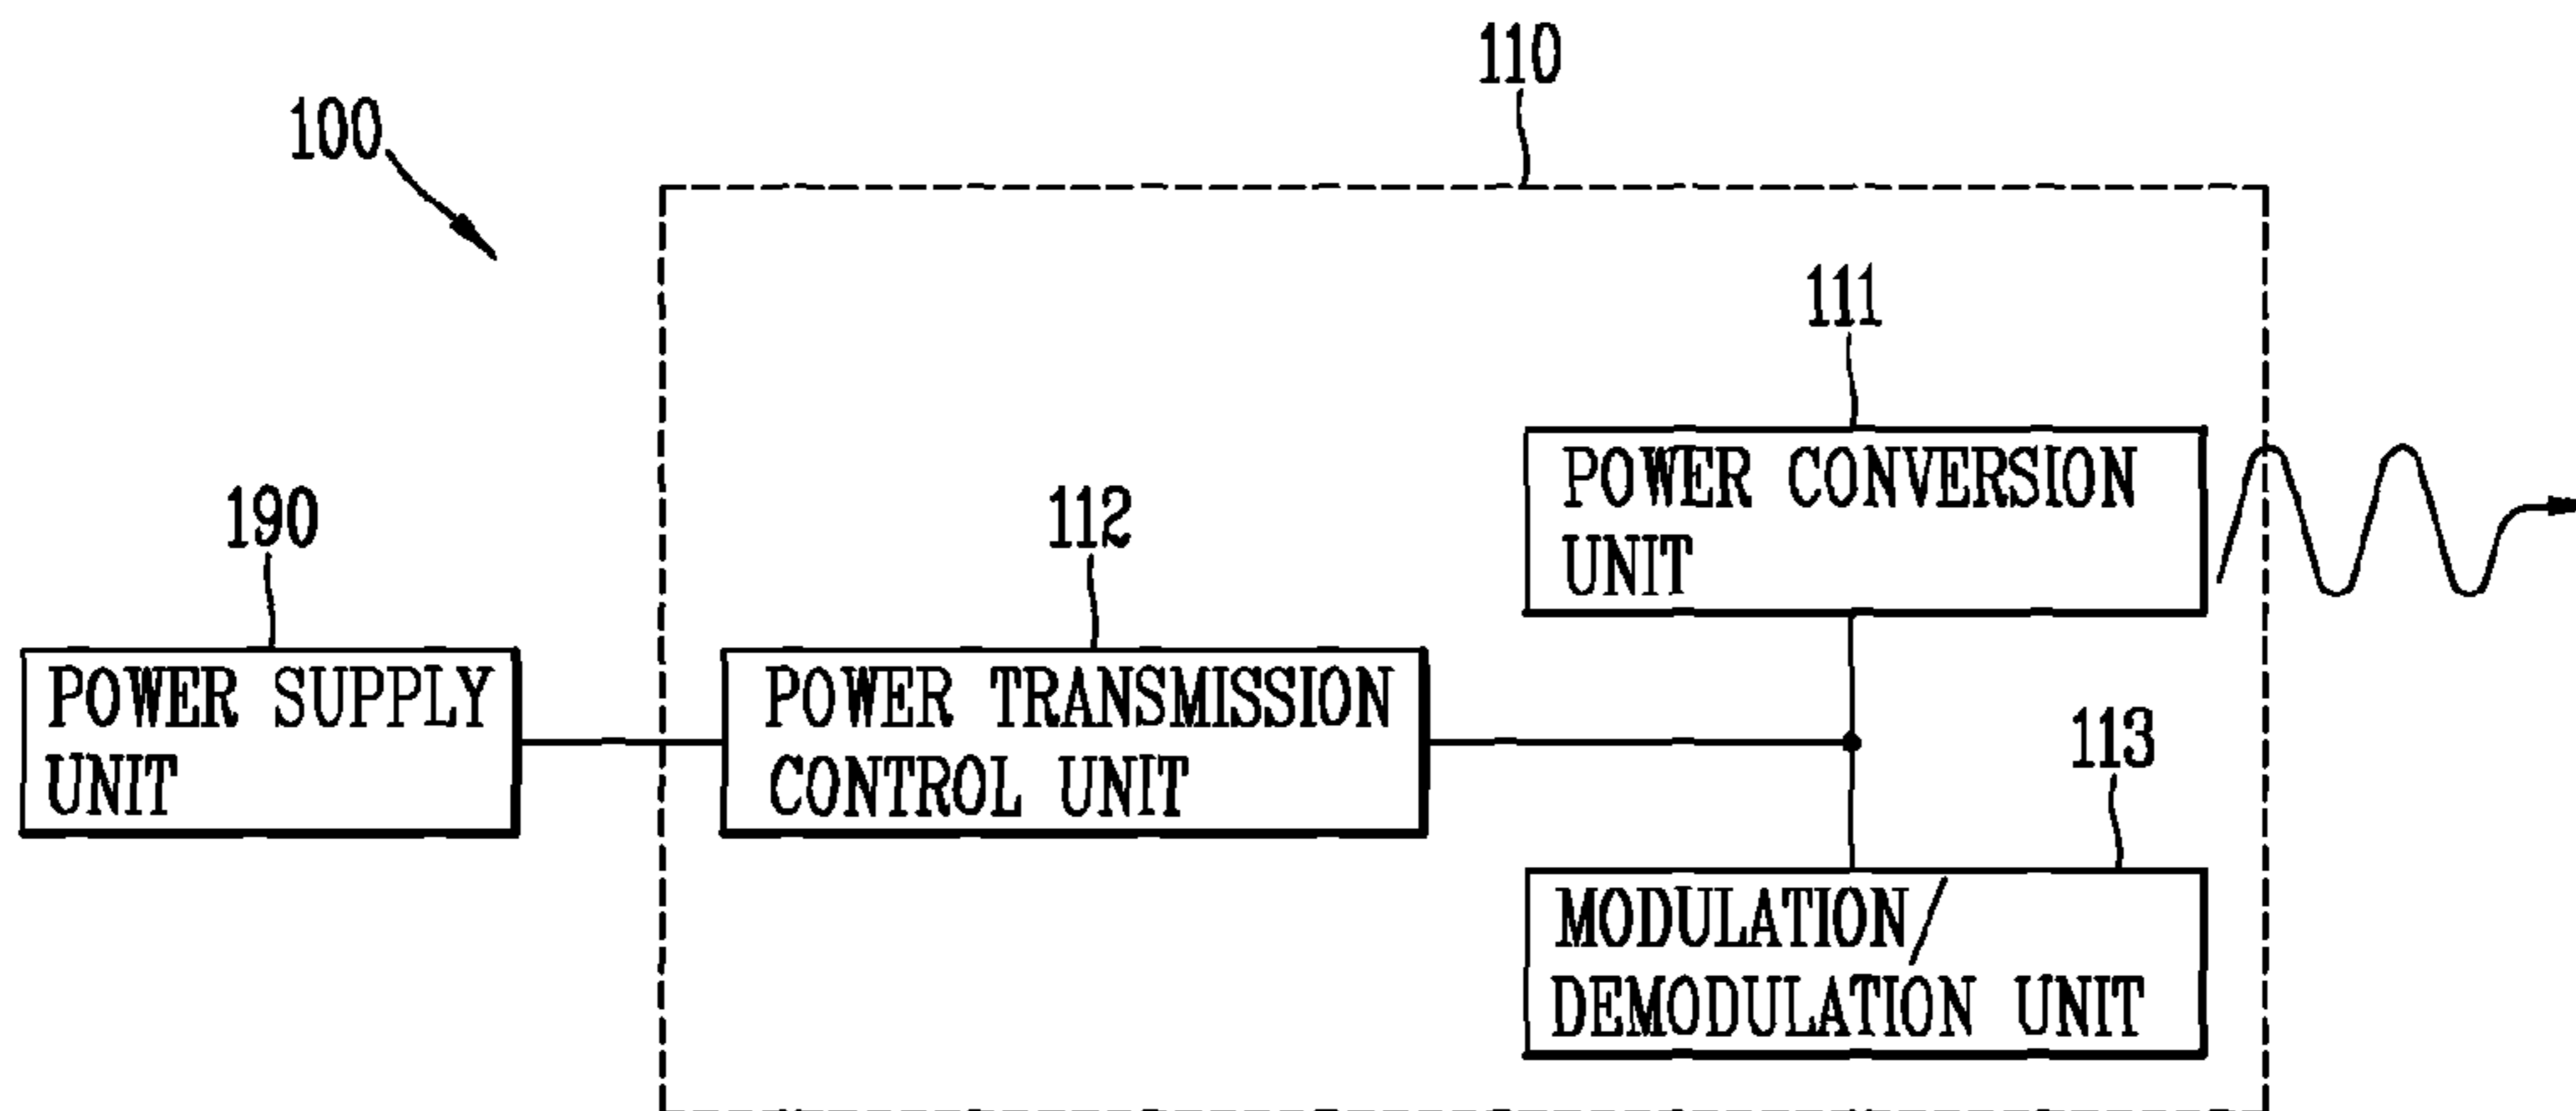 110
100
111
POWER CONVERSION
UNIT
190
112
POWER SUPPLY
UNIT
POWER TRANSMISSION
CONTROL UNIT
113
MODULATION/
DEMODULATION UNIT